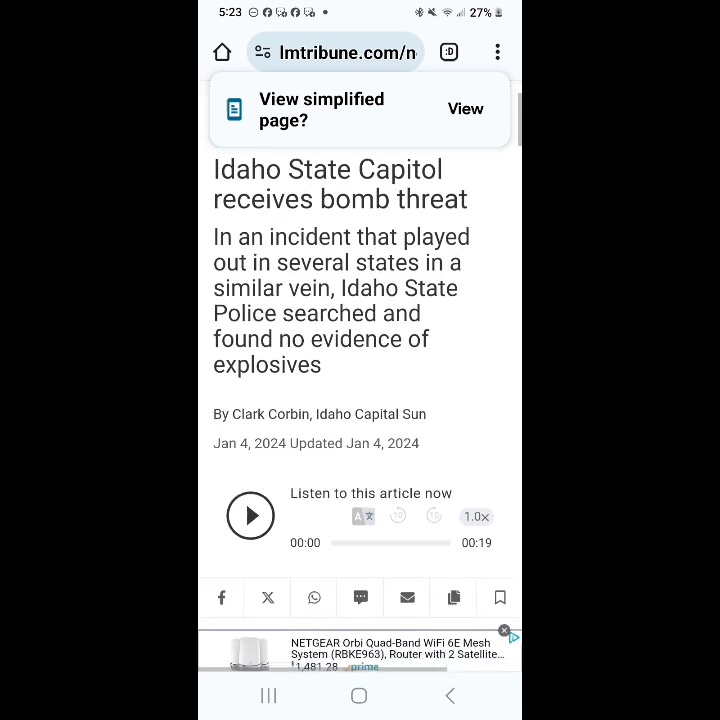 5:23
27%
lmtribune.com/n
:D
View simplified
page?
View
Idaho State Capitol
receives bomb threat
In an incident that played
out in several states in a
similar vein, Idaho State
Police searched and
found no evidence of
explosives
By Clark Corbin, Idaho Capital Sun
Jan 4, 2024 Updated Jan 4, 2024
Listen to this article now
A文
10
10
1.0x
00:00
00:19
NETGEAR Orbi Quad-Band WiFi 6E Mesh
System (RBKE963), Router with 2 Satellite...
$1,481.28 prime